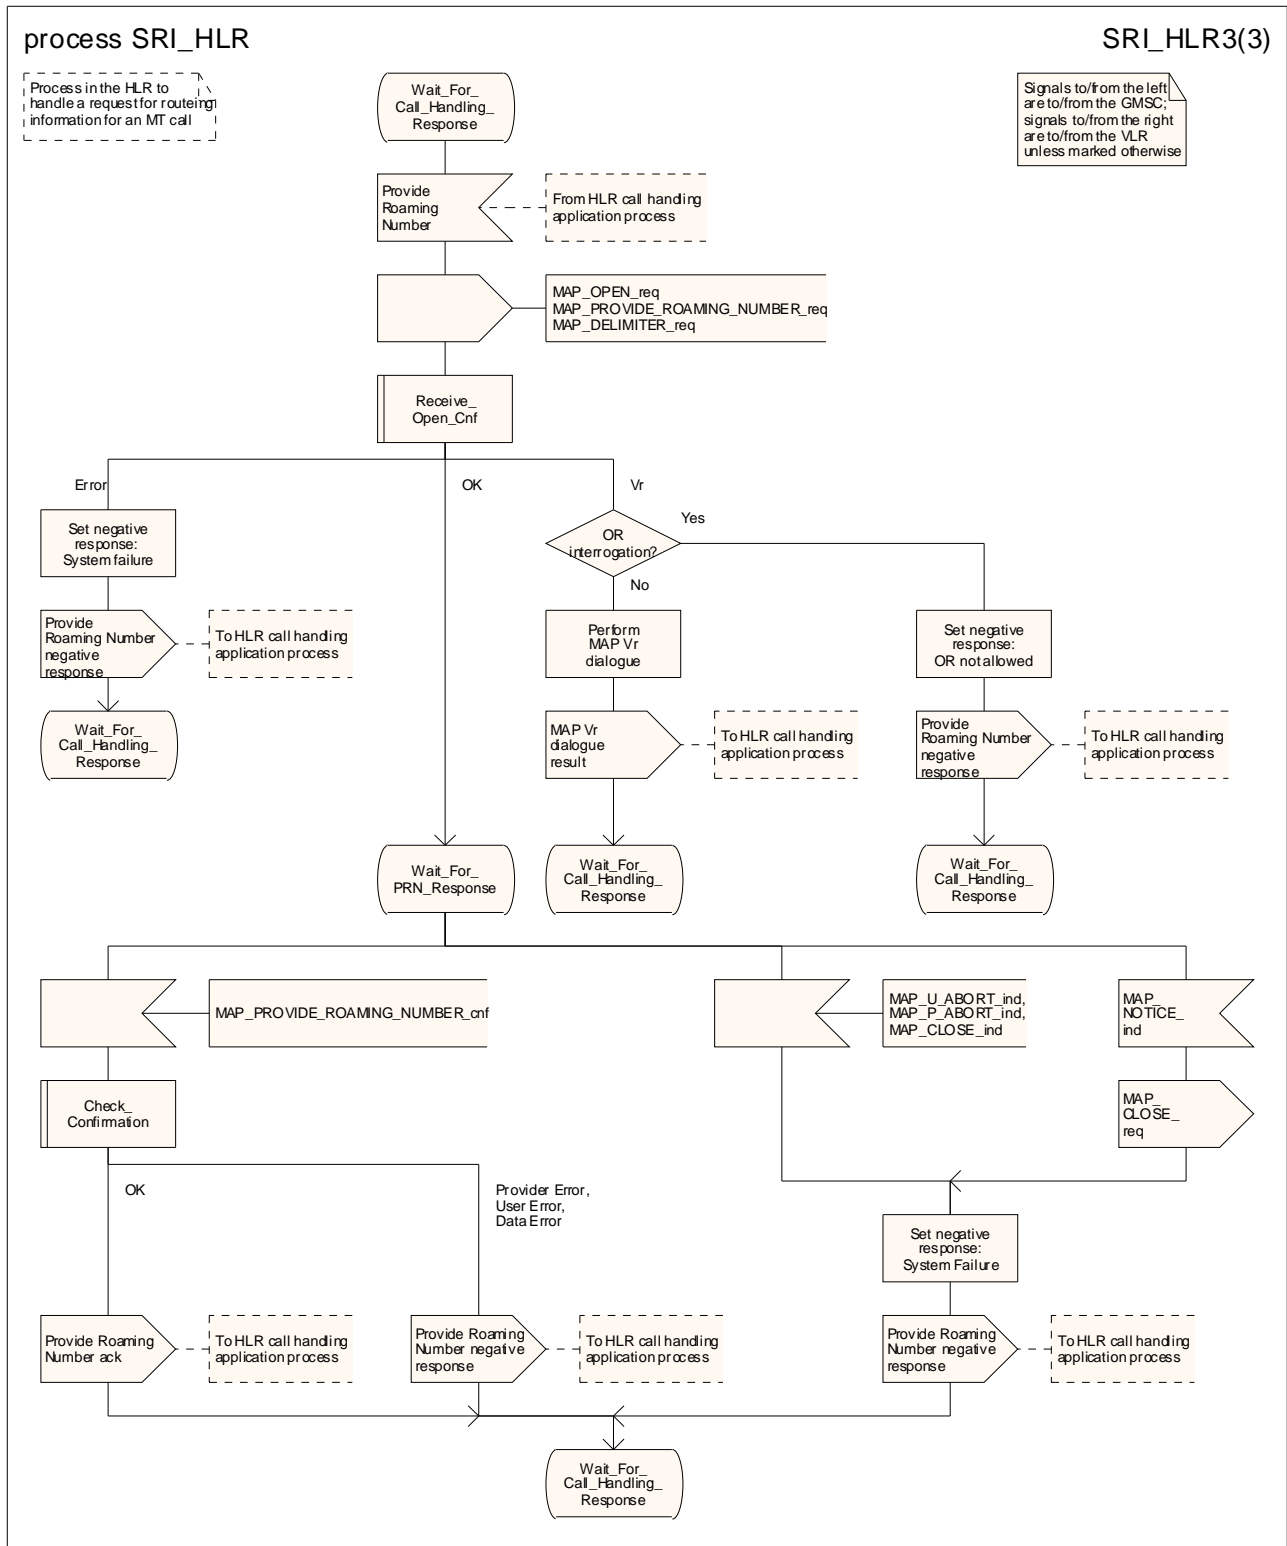 process SRI_HLR
SRI_HLR3(3)
Process in the HLR to
handle a request for routeing
information for an MT call
Wait_For_
Call_Handling_
Response
Signals to/from the left
are to/from the GMSC;
signals to/from the right
are to/from the VLR
unless marked otherwise
Provide
Roaming
Number
From HLR call handling
application process
MAP_OPEN_req
MAP_PROVIDE_ROAMING_NUMBER_req
MAP_DELIMITER_req
Receive_
Open_Cnf
Error
OK
Vr
Set negative
response:
System failure
OR
interrogation?
Yes
No
Provide
Roaming Number
negative
response
To HLR call handling
application process
Perform
MAP Vr
dialogue
Set negative
response:
OR not allowed
Wait_For_
Call_Handling_
Response
MAP Vr
dialogue
result
To HLR call handling
application process
Provide
Roaming Number
negative
response
To HLR call handling
application process
Wait_For_
PRN_Response
Wait_For_
Call_Handling_
Response
Wait_For_
Call_Handling_
Response
MAP_PROVIDE_ROAMING_NUMBER_cnf
MAP_U_ABORT_ind,
MAP_P_ABORT_ind,
MAP_CLOSE_ind
MAP_
NOTICE_
ind
Check_
Confirmation
MAP_
CLOSE_
req
OK
Provider Error,
User Error,
Data Error
Set negative
response:
System Failure
Provide Roaming
Number ack
To HLR call handling
application process
Provide Roaming
Number negative
response
To HLR call handling
application process
Provide Roaming
Number negative
response
To HLR call handling
application process
Wait_For_
Call_Handling_
Response